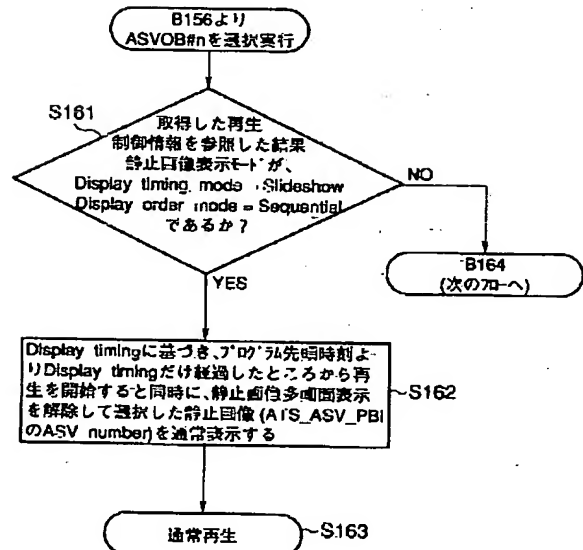 B156より
ASVOB#nを選択実行
S161
取得した再生
制御情報を参照した結果
静止画像表示モードが、
Display timing mode = Slideshow
Display order mode = Sequential
であるか?
NO
B164
(次のフローへ)
YES
Display timingに基づき、プログラム先頭時刻よ
りDisplay timingだけ経過したところから再
生を開始すると同時に、静止画像多画面表示
を解除して選択した静止画像(ATS_ASV_PBI
のASV number)を通常表示する
S162
通常再生
S163